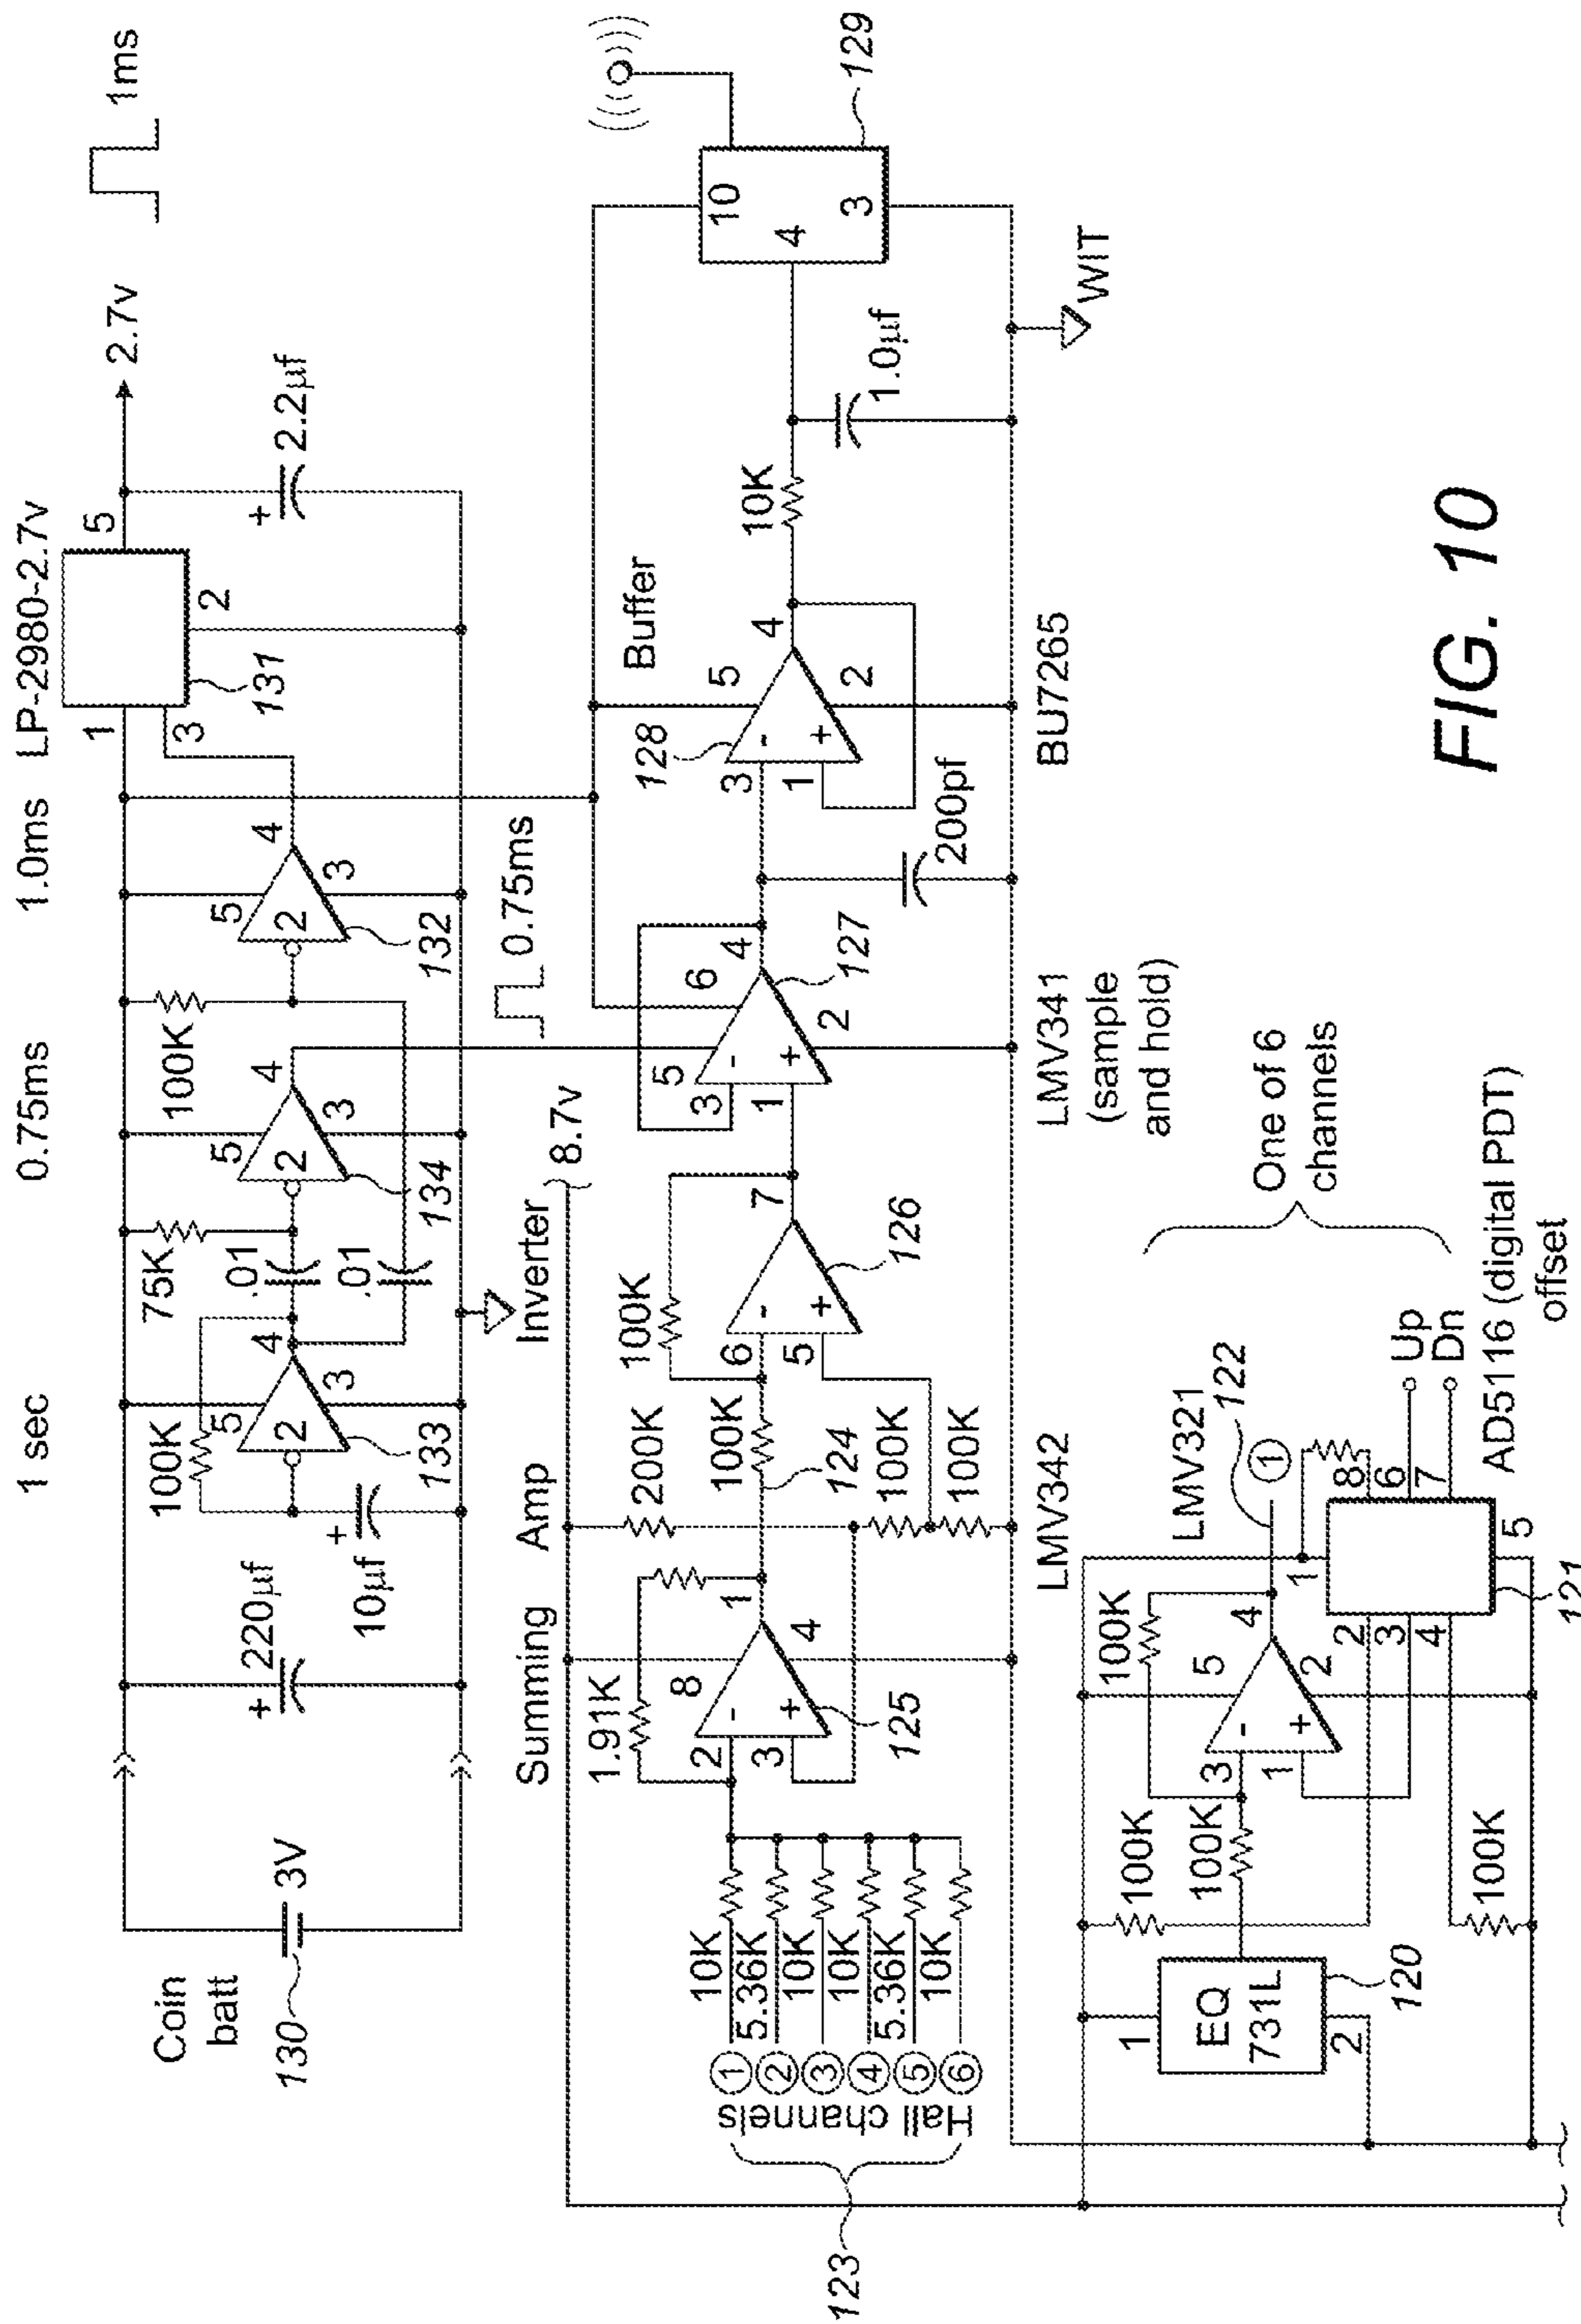 1 sec
0.75ms
1.0ms
LP-2980-2.7v
Coin
batt
130
3V
220µf
+
10µf
+
100K
5
2
4
3
133
75K
.01
.01
5
2
4
3
134
100K
5
2
4
3
132
1
3
5
2
131
2.7v
+
2.2µf
1ms
0.75ms
Summing Amp
Inverter
8.7v
Buffer
Hall channels
123
1
2
3
4
5
6
10K
5.36K
10K
10K
5.36K
10K
1.91K
2
3
8
1
4
-
+
125
200K
100K
124
100K
100K
100K
6
5
7
-
+
126
5
3
1
6
4
2
-
+
127
200pf
128
3
1
5
4
2
-
+
10K
1.0µf
10
4
3
129
WIT
LMV342
LMV341
(sample
and hold)
BU7265
EQ
731L
1
2
120
100K
100K
100K
100K
3
1
5
4
2
-
+
LMV321
122
1
1
2
3
4
8
6
7
5
121
Up
Dn
AD5116 (digital PDT)
offset
One of 6
channels
FIG. 10